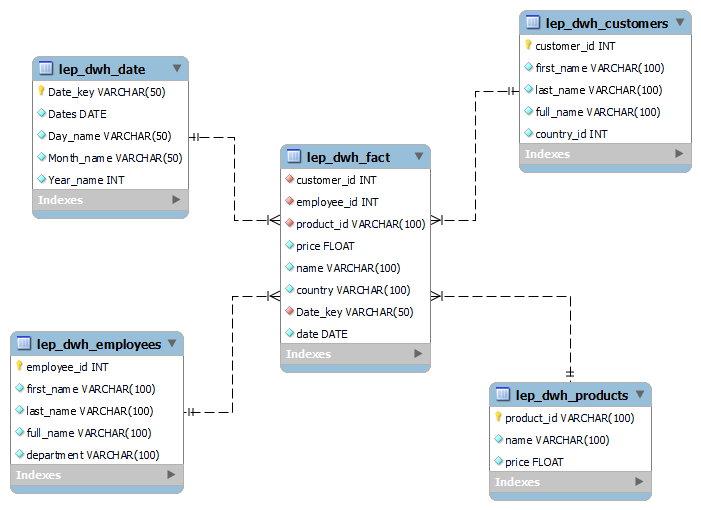 lep_dwh_date
Date_key VARCHAR(50)
Dates DATE
Day_name VARCHAR(50)
Month_name VARCHAR(50)
Year_name INT
Indexes
lep_dwh_customers
customer_id INT
first_name VARCHAR(100)
last_name VARCHAR(100)
full_name VARCHAR(100)
country_id INT
Indexes
lep_dwh_fact
customer_id INT
employee_id INT
product_id VARCHAR(100)
price FLOAT
name VARCHAR(100)
country VARCHAR(100)
Date_key VARCHAR(50)
date DATE
Indexes
lep_dwh_employees
employee_id INT
first_name VARCHAR(100)
last_name VARCHAR(100)
full_name VARCHAR(100)
department VARCHAR(100)
Indexes
lep_dwh_products
product_id VARCHAR(100)
name VARCHAR(100)
price FLOAT
Indexes